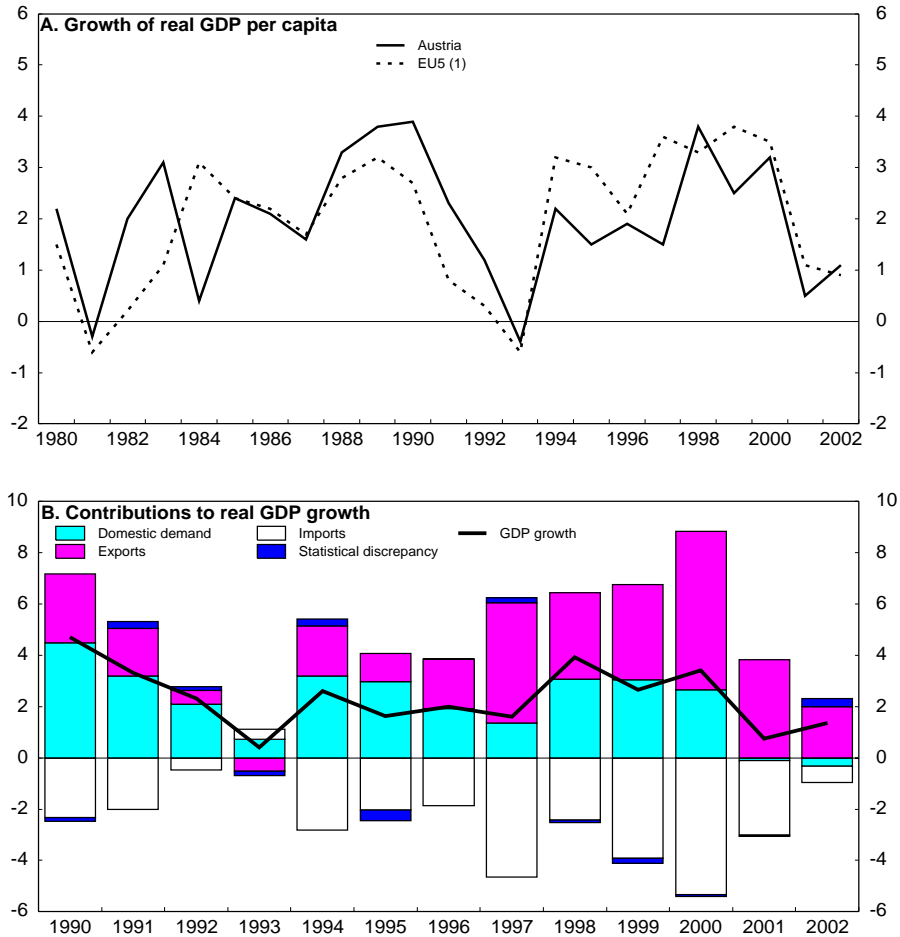 A. Growth of real GDP per capita
Austria
EU5 (1)
6 6
5 5
4 4
3 3
2 2
1 1
0 0
-1 -1
-2 -2
1980 1982 1984 1986 1988 1990 1992 1994 1996 1998 2000 2002
B. Contributions to real GDP growth
Domestic demand Imports GDP growth
Exports Statistical discrepancy
10 10
8 8
6 6
4 4
2 2
0 0
-2 -2
-4 -4
-6 -6
1990 1991 1992 1993 1994 1995 1996 1997 1998 1999 2000 2001 2002